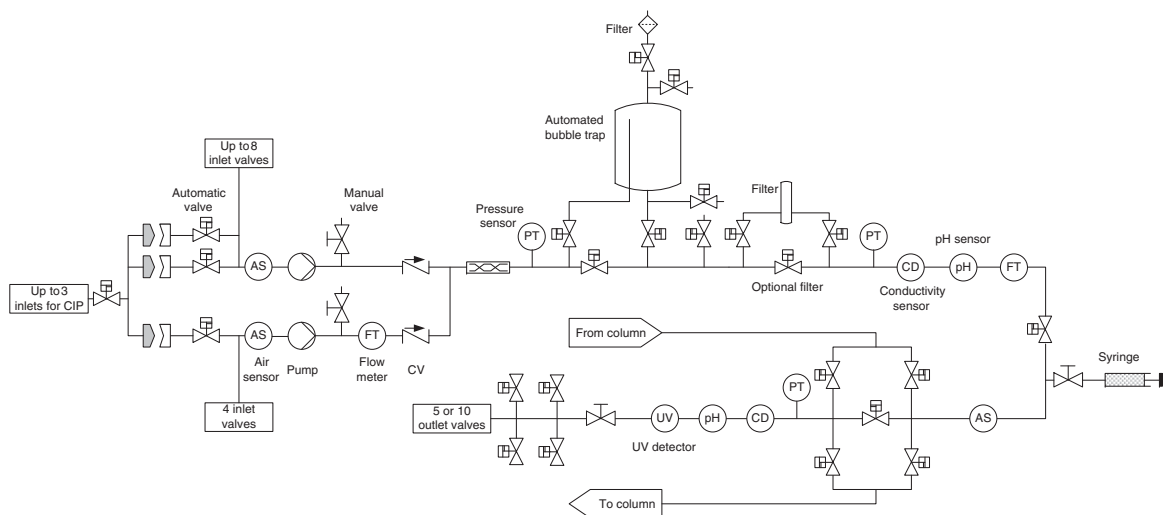 Filter
Automated
bubble trap
Up to 8
inlet valves
Automatic
valve
Manual
valve
Pressure
sensor
Filter
PT
PT
pH sensor
AS
CD
pH
FT
Up to 3
inlets for CIP
Optional filter
Conductivity
sensor
From column
AS
FT
Air
sensor
Pump
Flow
meter
CV
Syringe
PT
4 inlet
valves
5 or 10
outlet valves
UV
pH
CD
AS
UV detector
To column